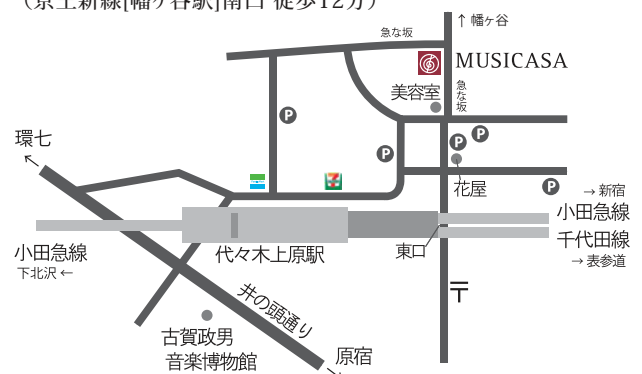 (京王新線[幡ヶ谷駅]南口 徒歩12分)
急な坂
↑ 幡ヶ谷
MUSICASA
美容室
急な坂
P
P
P
P
環七
←
7
花屋
P
→ 新宿
小田急線
小田急線
千代田線
代々木上原駅
東口
下北沢 ←
→ 表参道
〒
井の頭通り
古賀政男
音楽博物館
原宿
→